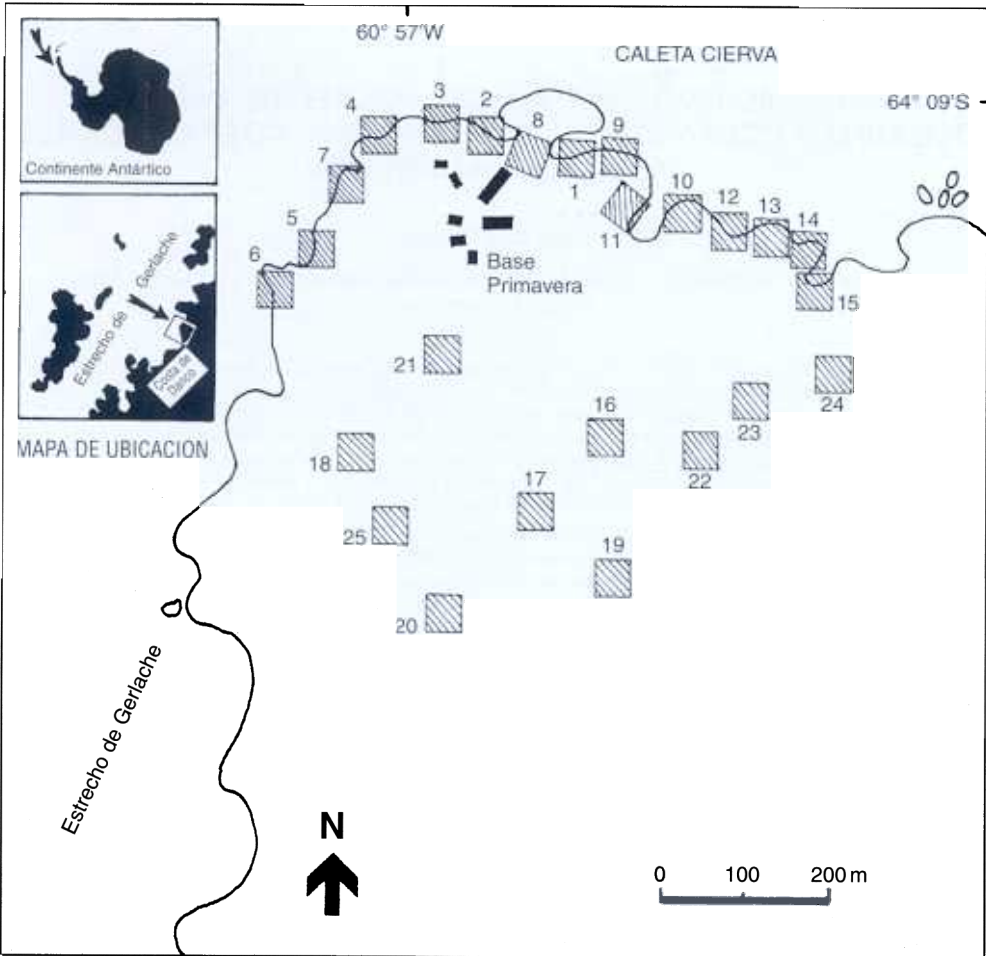 60° 57'W
CALETA CIERVA
64° 09'S
Continente Antártico
Estrecho de Gerlache
Costa de Danco
MAPA DE UBICACION
3
2
4
8
9
7
1
10
12
13
14
5
11
6
15
Base
Primavera
21
24
16
23
18
22
17
25
19
20
Estrecho de Gerlache
N
0 100 200 m